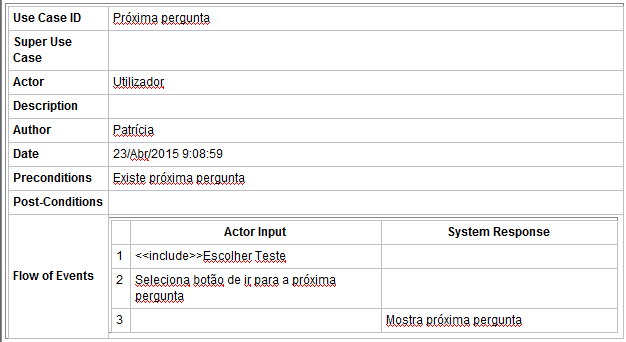 Use Case ID Próxima pergunta
Super Use
Case
Actor Utilizador
Description
Author Patrícia
Date 23/Abr/2015 9:08:59
Preconditions Existe próxima pergunta
Post-Conditions
Flow of Events
Actor Input System Response
1 <<include>>Escolher Teste
2 Seleciona botão de ir para a próxima
pergunta
3 Mostra próxima pergunta